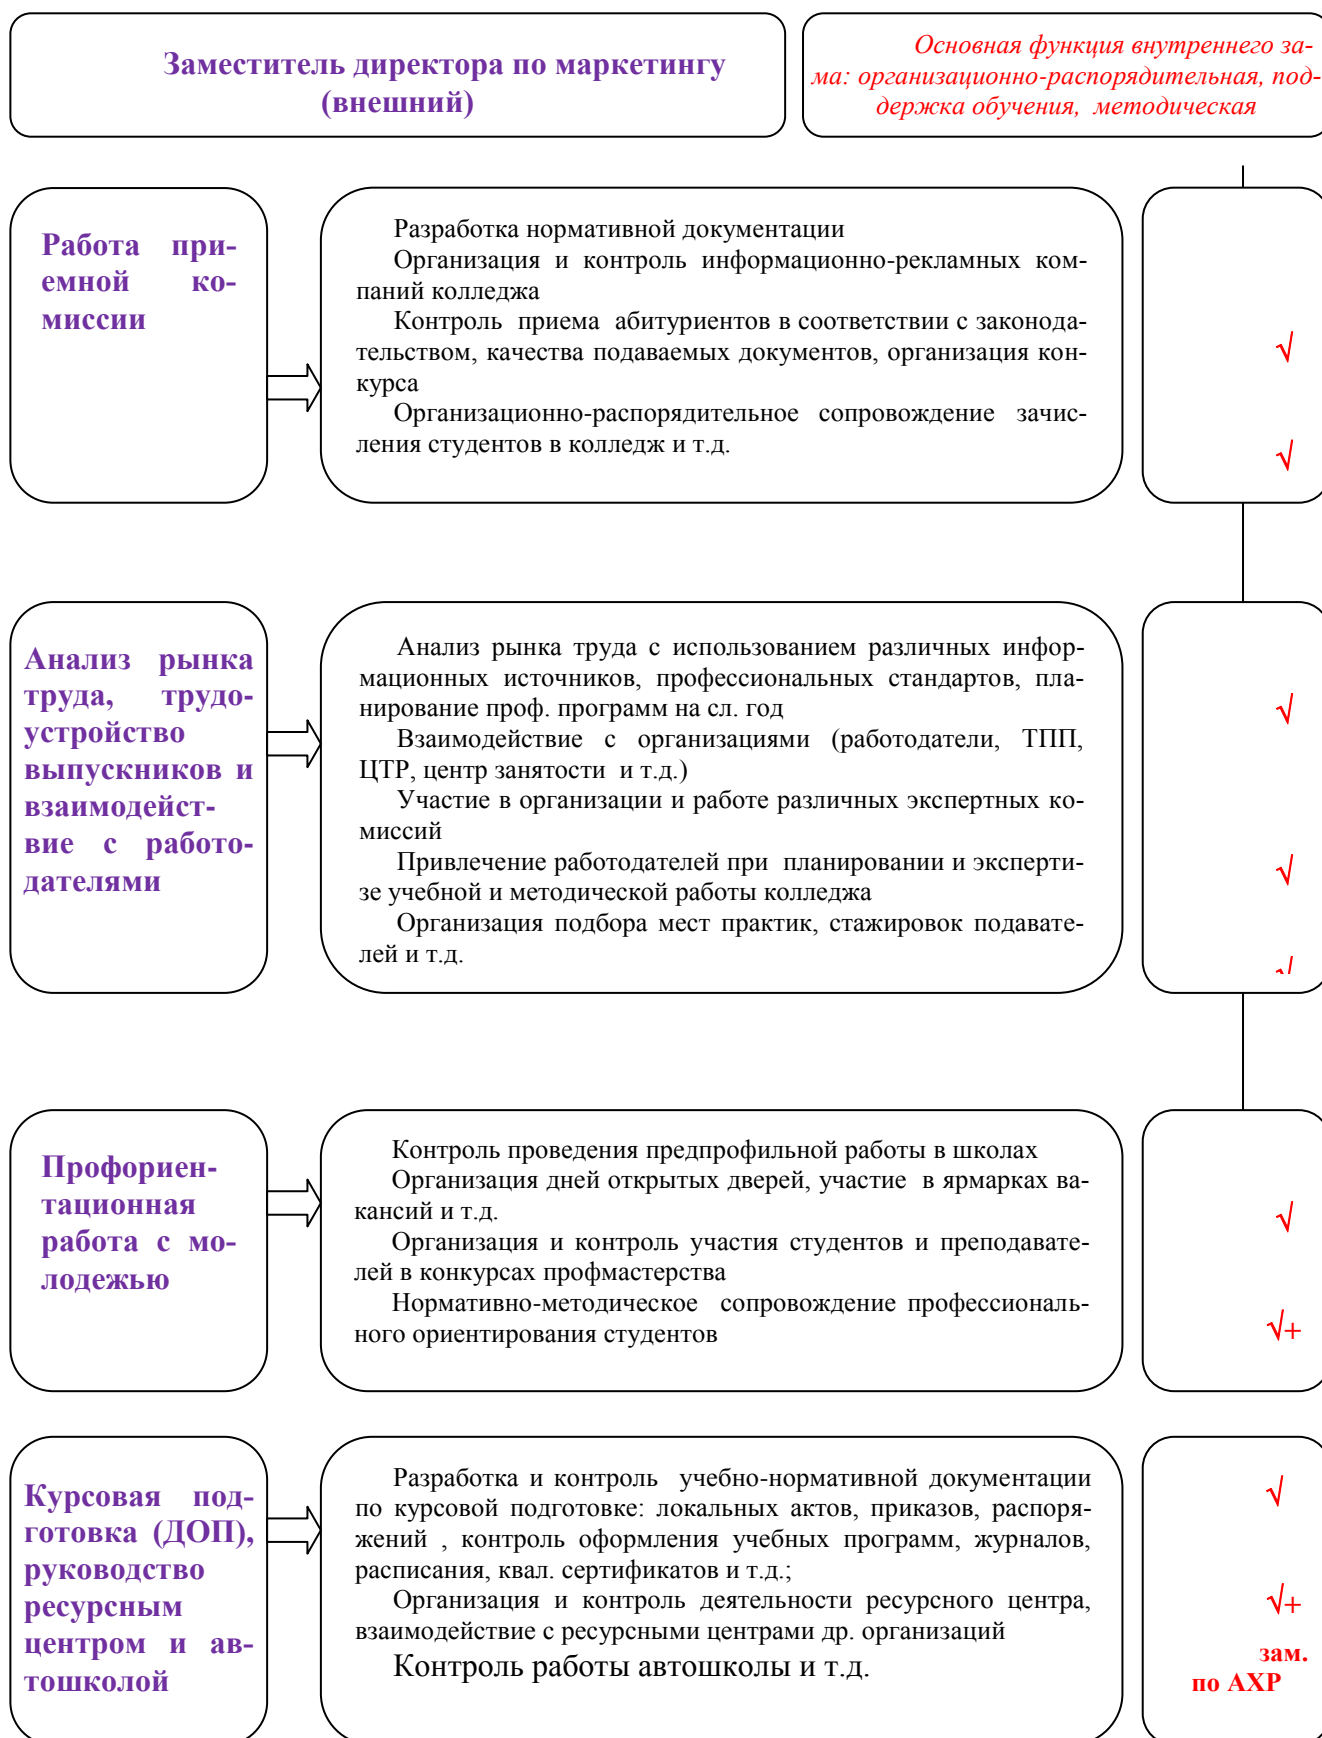 Заместитель директора по маркетингу
(внешний)
Основная функция внутреннего за-
ма: организационно-распорядительная, под-
держка обучения, методическая
Работа при-
емной ко-
миссии
Разработка нормативной документации
Организация и контроль информационно-рекламных ком-
паний колледжа
Контроль приема абитуриентов в соответствии с законода-
тельством, качества подаваемых документов, организация кон-
курса
Организационно-распорядительное сопровождение зачис-
ления студентов в колледж и т.д.
√
√
Анализ рынка
труда, трудо-
устройство
выпускников и
взаимодейст-
вие с работо-
дателями
Анализ рынка труда с использованием различных инфор-
мационных источников, профессиональных стандартов, пла-
нирование проф. программ на сл. год
Взаимодействие с организациями (работодатели, ТПП,
ЦТР, центр занятости и т.д.)
Участие в организации и работе различных экспертных ко-
миссий
Привлечение работодателей при планировании и эксперти-
зе учебной и методической работы колледжа
Организация подбора мест практик, стажировок подавате-
лей и т.д.
√
√
√
Профориен-
тационная
работа с мо-
лодежью
Контроль проведения предпрофильной работы в школах
Организация дней открытых дверей, участие в ярмарках ва-
кансий и т.д.
Организация и контроль участия студентов и преподавате-
лей в конкурсах профмастерства
Нормативно-методическое сопровождение профессиональ-
ного ориентирования студентов
√
√+
Курсовая под-
готовка (ДОП),
руководство
ресурсным
центром и ав-
тошколой
Разработка и контроль учебно-нормативной документации
по курсовой подготовке: локальных актов, приказов, распоря-
жений , контроль оформления учебных программ, журналов,
расписания, квал. сертификатов и т.д.;
Организация и контроль деятельности ресурсного центра,
взаимодействие с ресурсными центрами др. организаций
Контроль работы автошколы и т.д.
√
√+
зам.
по АХР